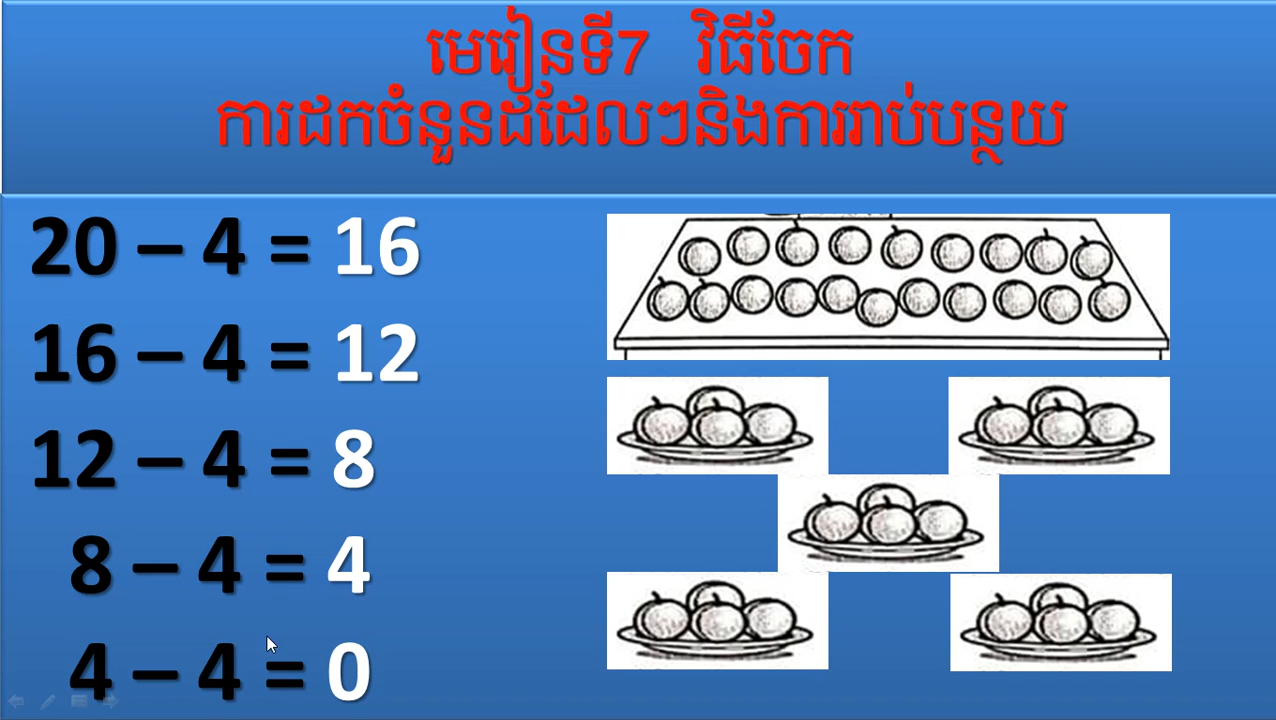 មេរៀនទី7 វិធីចែក
ការដកចំនួនដដែលៗនិងការរាប់បន្ថយ
20 – 4 = 16
16 – 4 = 12
12 – 4 = 8
8 – 4 = 4
4 – 4 = 0